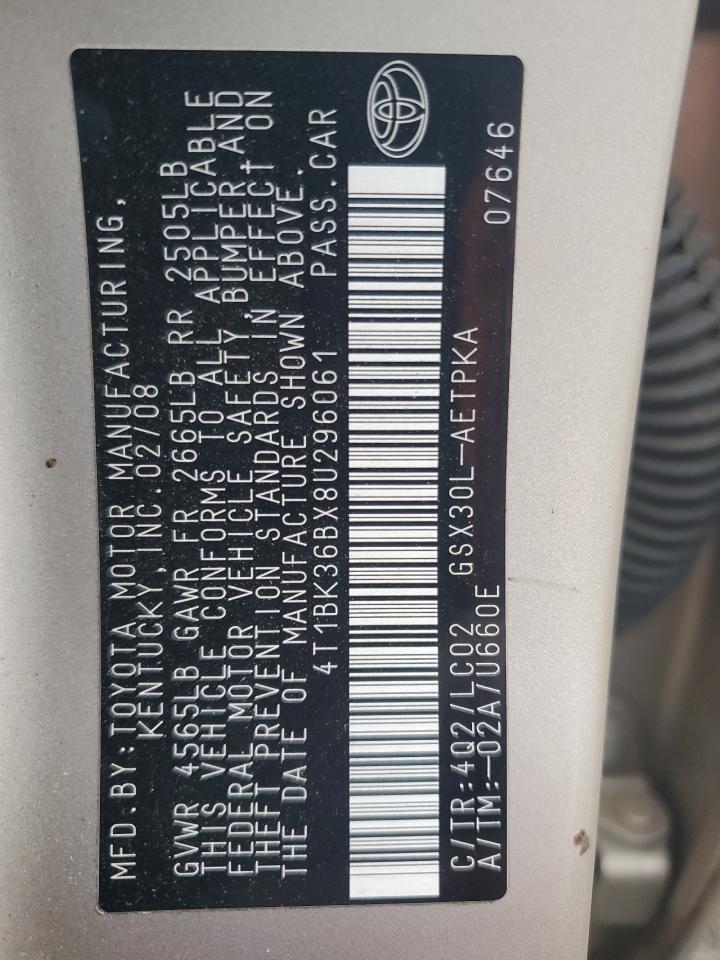 MFD.BY:TOYOTA MOTOR MANUFACTURING,
KENTUCKY,INC.02/08
GVWR 4565LB GAWR FR 2665LB RR 2505LB
THIS VEHICLE CONFORMS TO ALL APPLICABLE
FEDERAL MOTOR VEHICLE SAFETY,BUMPER AND
THEFT PREVENTION STANDARDS IN EFFECT ON
THE DATE OF MANUFACTURE SHOWN ABOVE.
4T1BK36BX8U296061 PASS.CAR
C/TR:4Q2/LC02 GSX30L-AETPKA
A/TM:-02A/U660E 07646